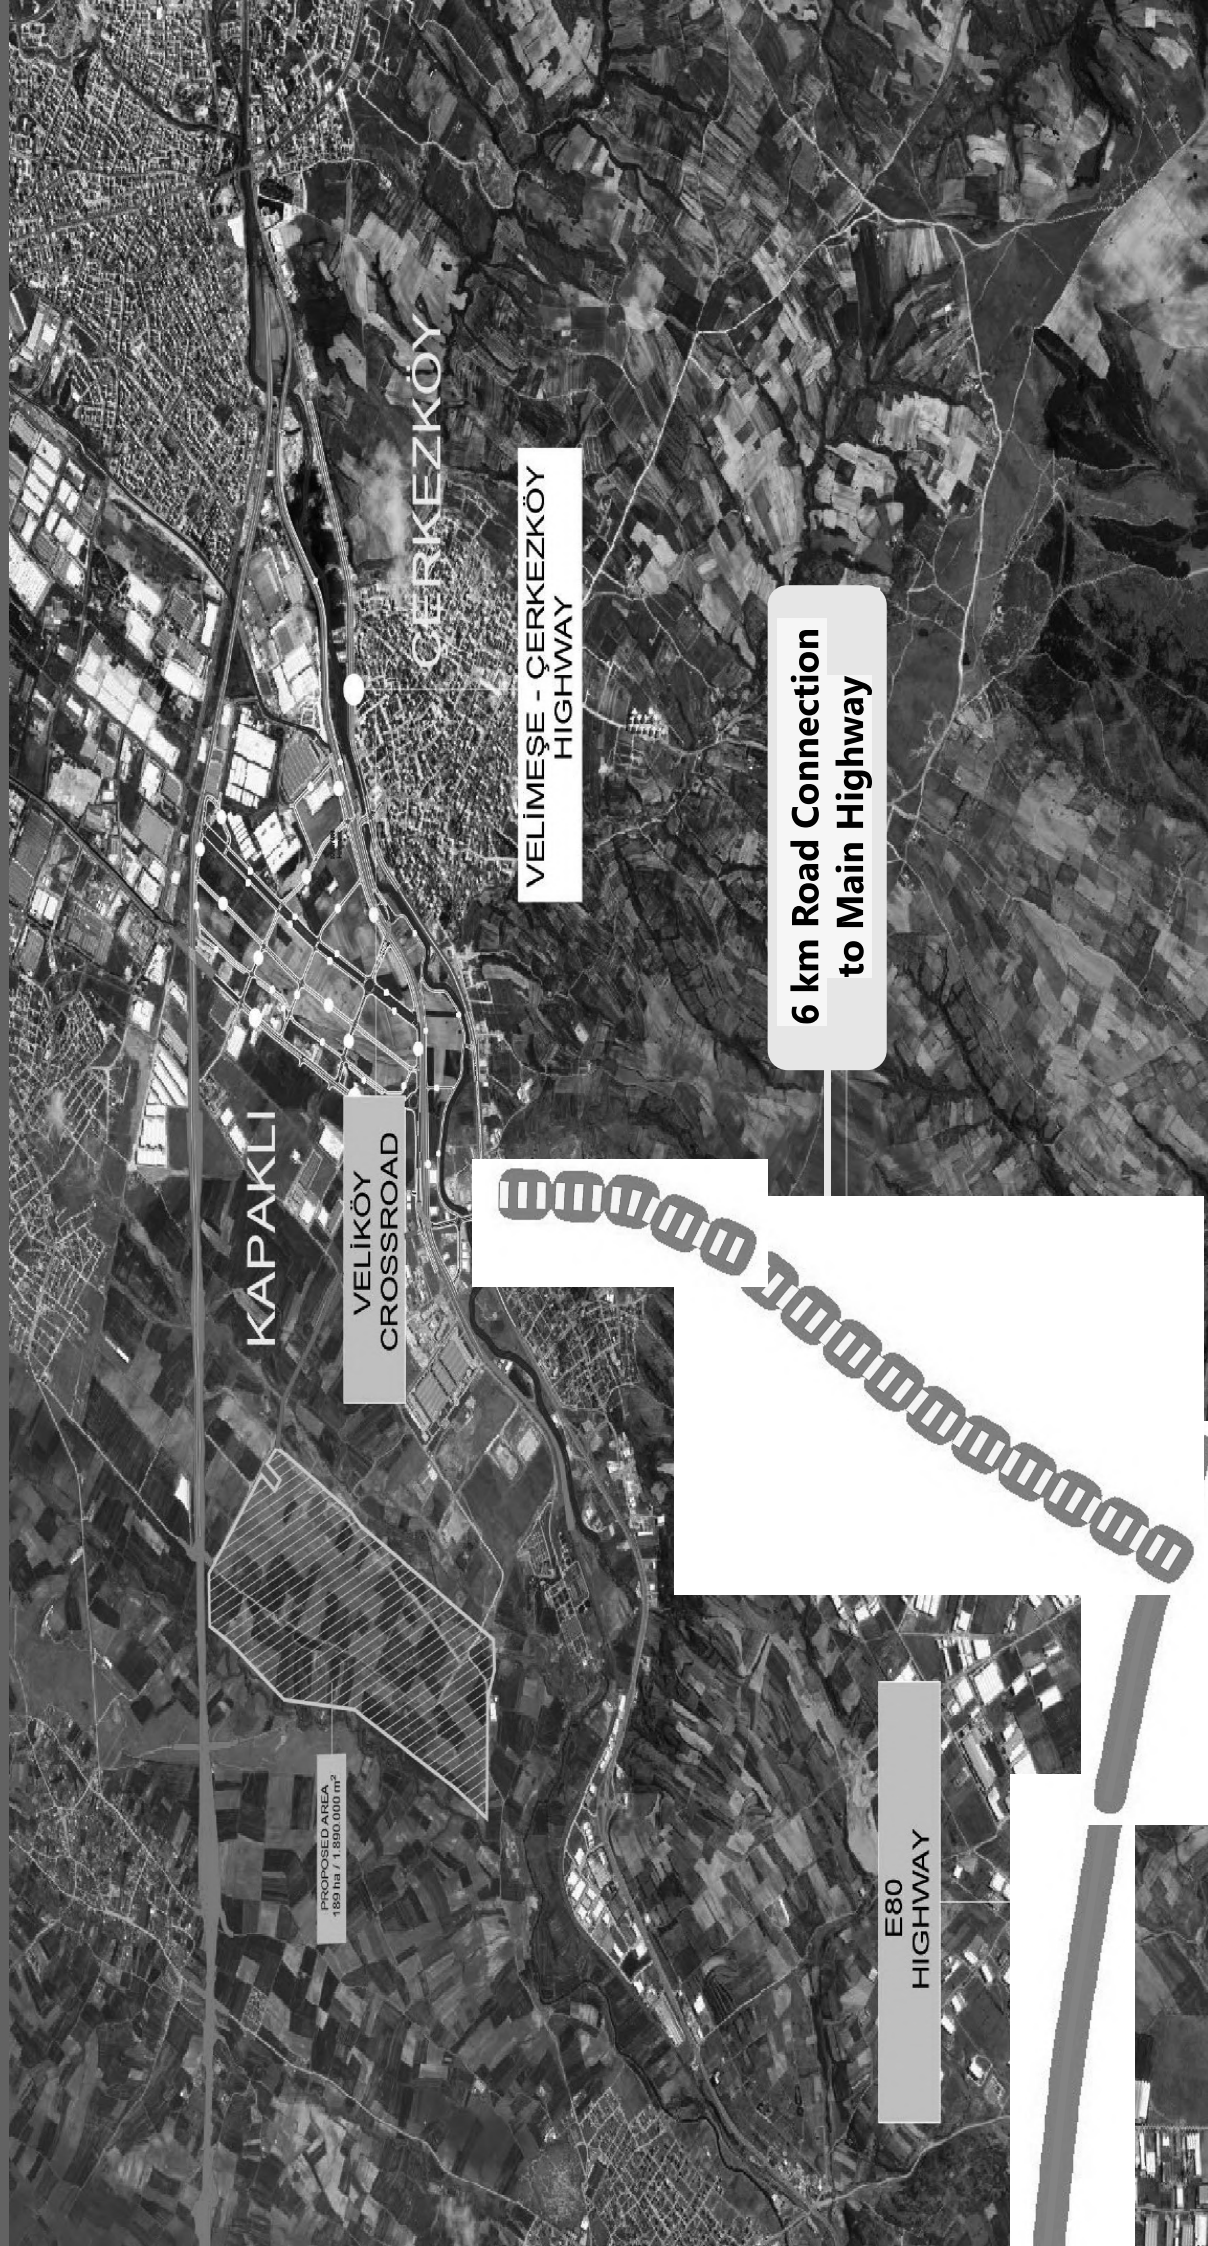 KAPAKLI
PROPOSED AREA
189 ha / 1.890.000 m²
VELİKÖY
CROSSROAD
ÇERKEZKÖY
VELİMEŞE - ÇERKEZKÖY
HIGHWAY
6 km Road Connection
to Main Highway
E80
HIGHWAY